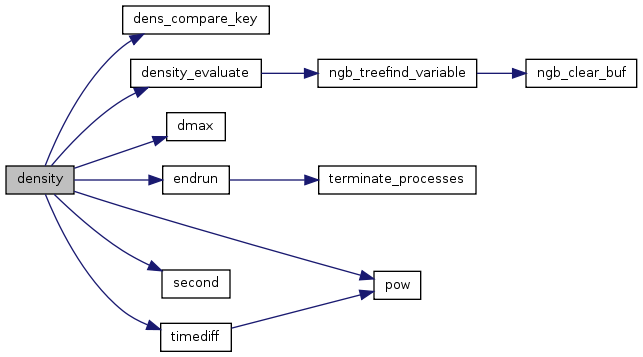 dens_compare_key
density_evaluate
ngb_treefind_variable
ngb_clear_buf
dmax
density
endrun
terminate_processes
second
pow
timediff